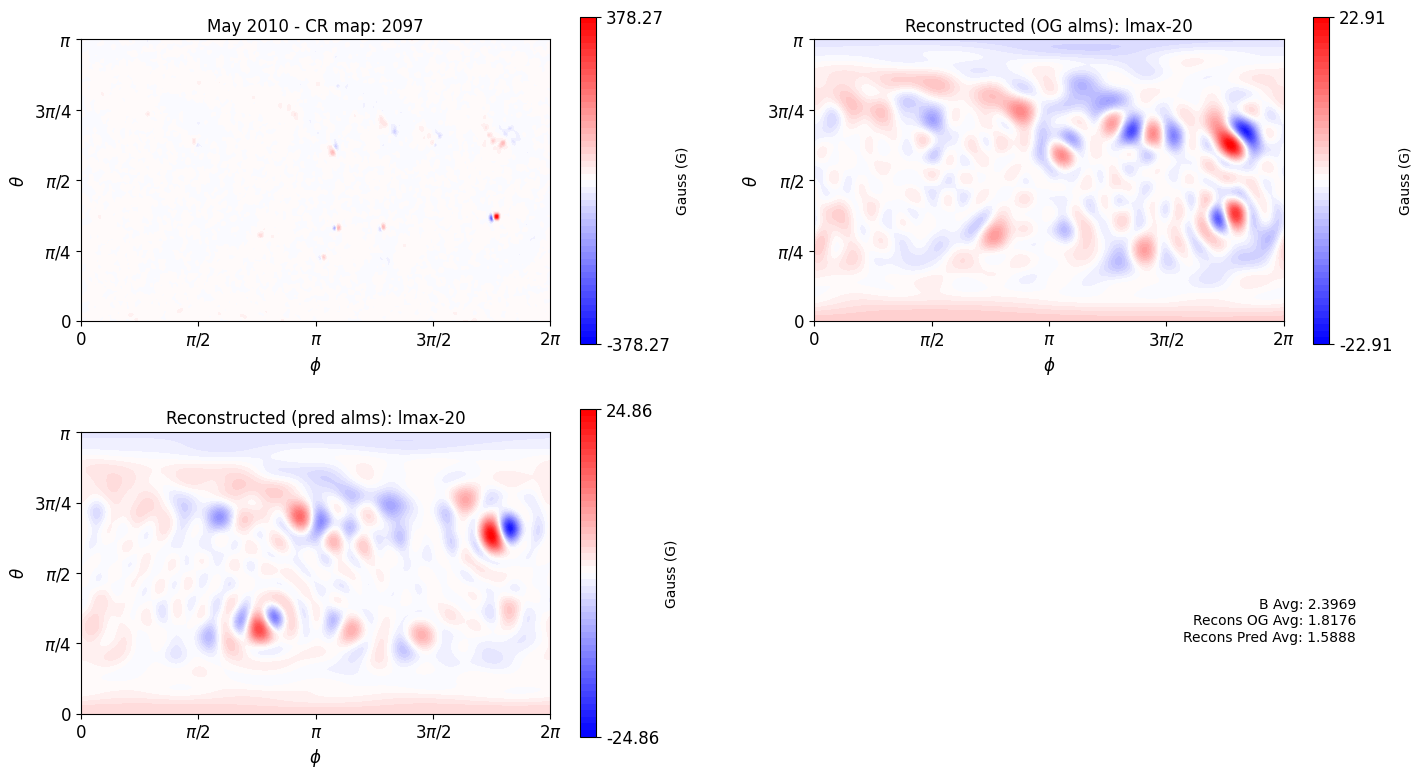 May 2010 - CR map: 2097
π
3π/4
π/2
π/4
0
θ
0
π/2
π
3π/2
2π
ϕ
378.27
-378.27
Gauss (G)
Reconstructed (OG alms): lmax-20
π
3π/4
π/2
π/4
0
θ
0
π/2
π
3π/2
2π
ϕ
22.91
-22.91
Gauss (G)
Reconstructed (pred alms): lmax-20
π
3π/4
π/2
π/4
0
θ
0
π/2
π
3π/2
2π
ϕ
24.86
-24.86
Gauss (G)
B Avg: 2.3969
Recons OG Avg: 1.8176
Recons Pred Avg: 1.5888